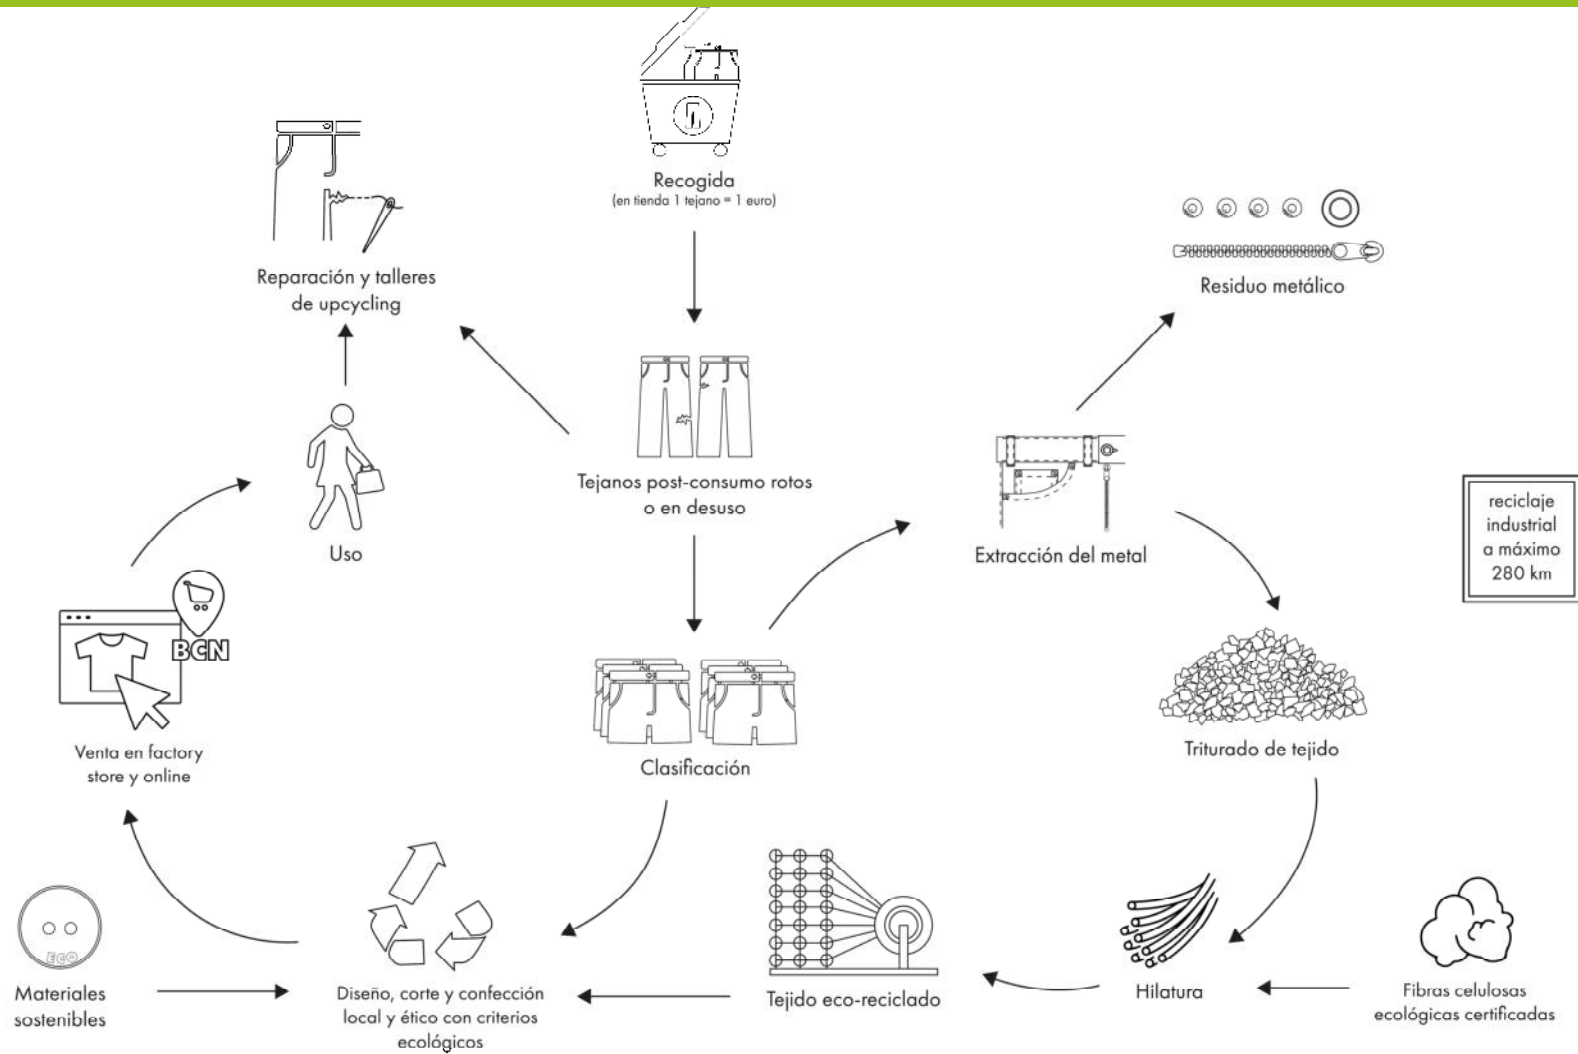 Recogida
(en tienda 1 tejano = 1 euro)
Reparación y talleres
de upcycling
Residuo metálico
Tejanos post-consumo rotos
o en desuso
Uso
Extracción del metal
reciclaje
industrial
a máximo
280 km
BCN
Venta en factory
store y online
Clasificación
Triturado de tejido
ECO
Materiales
sostenibles
Diseño, corte y confección
local y ético con criterios
ecológicos
Tejido eco-reciclado
Hilatura
Fibras celulosas
ecológicas certificadas